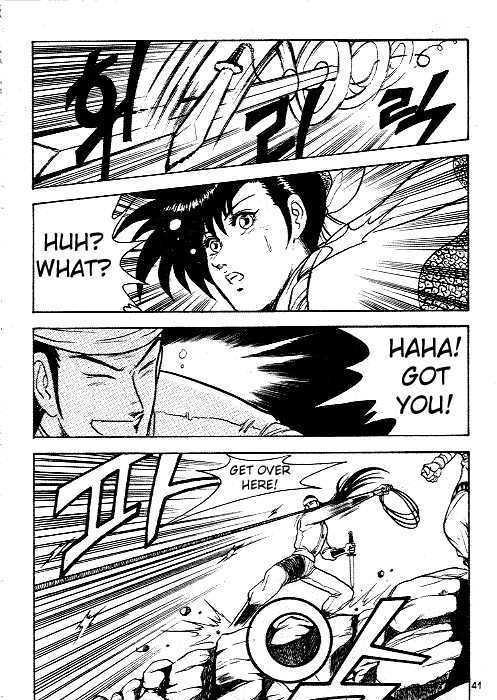 휘리릭
HUH?
WHAT?
HAHA!
GOT
YOU!
GET OVER
HERE!
파앗
41